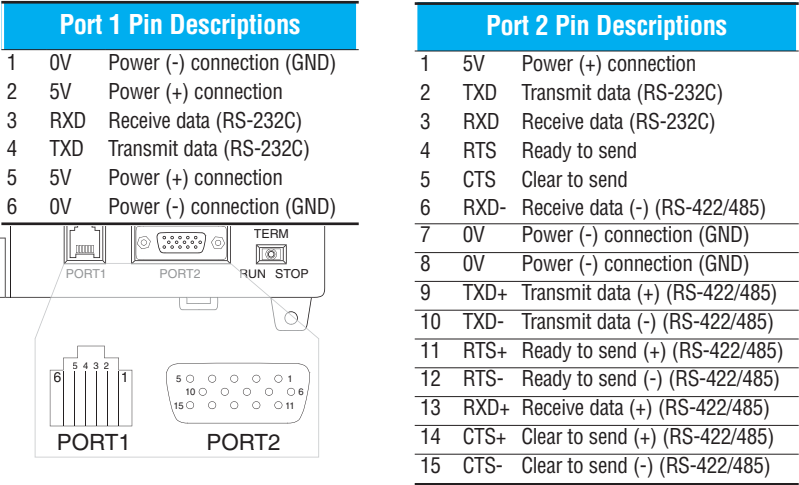 Port 1 Pin Descriptions
1 0V Power (-) connection (GND)
2 5V Power (+) connection
3 RXD Receive data (RS-232C)
4 TXD Transmit data (RS-232C)
5 5V Power (+) connection
6 0V Power (-) connection (GND)
TERM
PORT1 PORT2 RUN STOP
6 5 4 3 2 1
PORT1
5 1
10 6
15 11
PORT2
Port 2 Pin Descriptions
1 5V Power (+) connection
2 TXD Transmit data (RS-232C)
3 RXD Receive data (RS-232C)
4 RTS Ready to send
5 CTS Clear to send
6 RXD- Receive data (-) (RS-422/485)
7 0V Power (-) connection (GND)
8 0V Power (-) connection (GND)
9 TXD+ Transmit data (+) (RS-422/485)
10 TXD- Transmit data (-) (RS-422/485)
11 RTS+ Ready to send (+) (RS-422/485)
12 RTS- Ready to send (-) (RS-422/485)
13 RXD+ Receive data (+) (RS-422/485)
14 CTS+ Clear to send (+) (RS-422/485)
15 CTS- Clear to send (-) (RS-422/485)